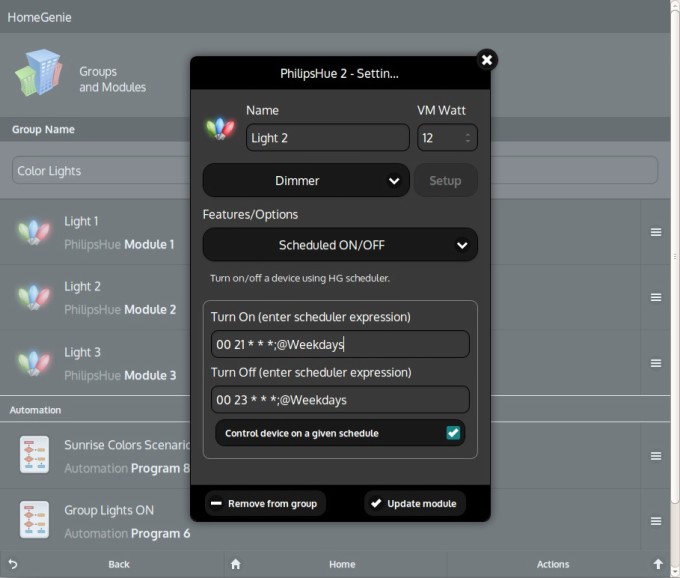 HomeGenie
Groups
and Modules
Group Name
Color Lights
Light 1
PhilipsHue Module 1
Light 2
PhilipsHue Module 2
Light 3
PhilipsHue Module 3
Automation
Sunrise Colors Scenaric
Automation Program 8
Group Lights ON
Automation Program 6
PhilipsHue 2 - Settin...
Name
VM Watt
Light 2
12
Dimmer
Setup
Features/Options
Scheduled ON/OFF
Turn on/off a device using HG scheduler.
Turn On (enter scheduler expression)
00 21 * * *;@Weekdays
Turn Off (enter scheduler expression)
00 23 * * *;@Weekdays
Control device on a given schedule
Remove from group
Update module
Back
Home
Actions